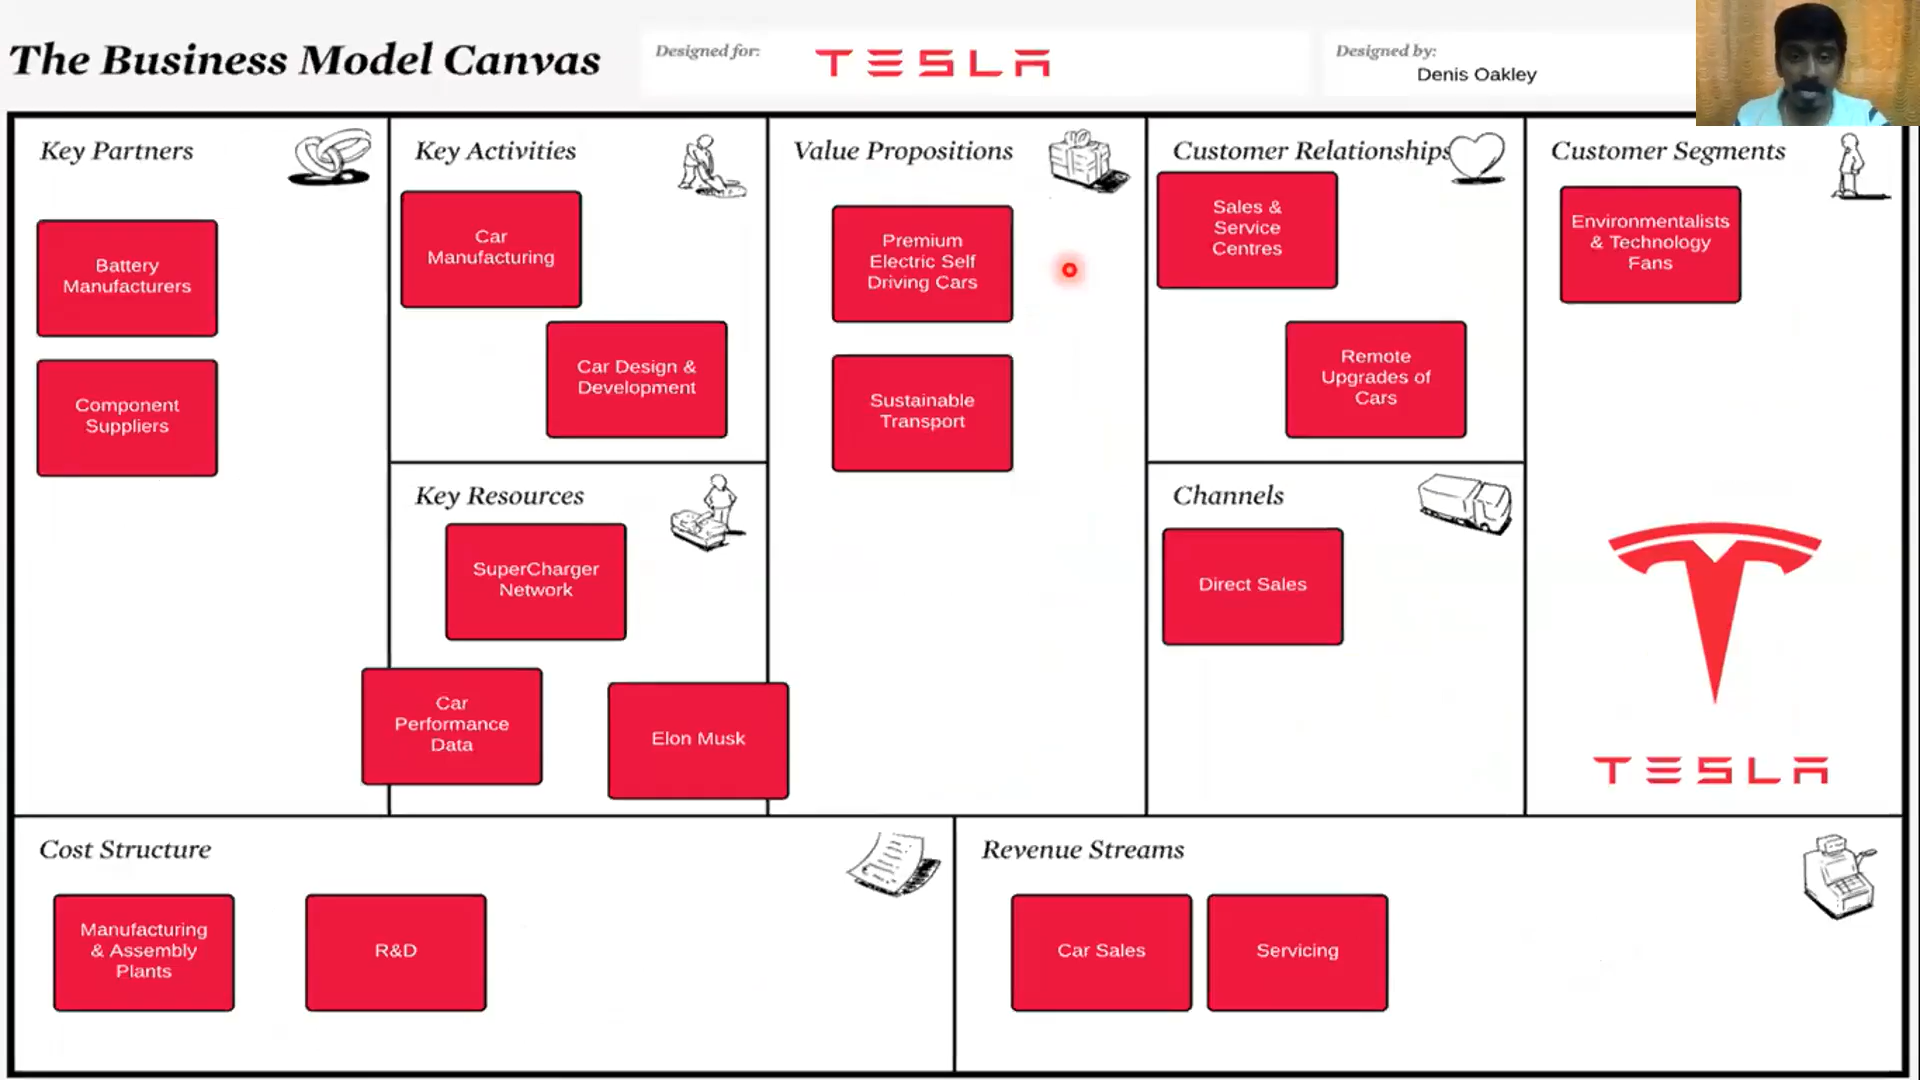 The Business Model Canvas
Designed for:
TESLA
Designed by:
Denis Oakley
Key Partners
Battery
Manufacturers
Component
Suppliers
Key Activities
Car
Manufacturing
Car Design &
Development
Key Resources
SuperCharger
Network
Car
Performance
Data
Elon Musk
Value Propositions
Premium
Electric Self
Driving Cars
Sustainable
Transport
Customer Relationships
Sales &
Service
Centres
Remote
Upgrades of
Cars
Channels
Direct Sales
Customer Segments
Environmentalists
& Technology
Fans
TESLA
Cost Structure
Manufacturing
& Assembly
Plants
R&D
Revenue Streams
Car Sales
Servicing